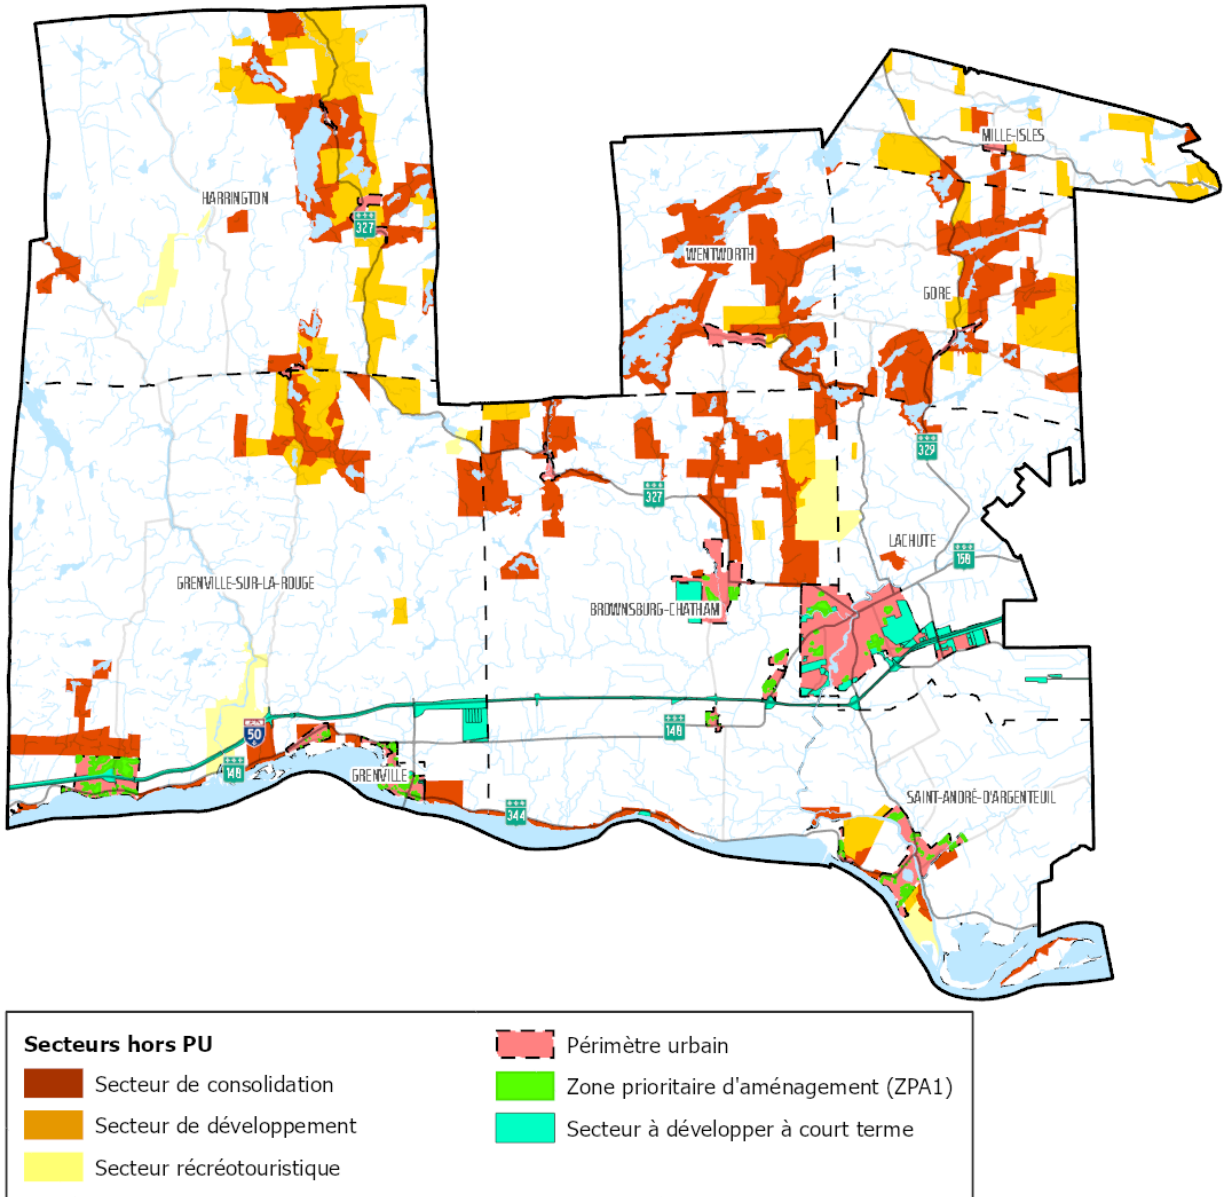 MILLE-ISLES
HARRINGTON
327
WENTWORTH
GORE
329
327
LACHUTE
158
GRENVILLE-SUR-LA-ROUGE
BROWNSBURG-CHATHAM
50
148
148
GRENVILLE
344
SAINT-ANDRÉ-D'ARGENTEUIL
Secteurs hors PU
Secteur de consolidation
Secteur de développement
Secteur récréotouristique
Périmètre urbain
Zone prioritaire d'aménagement (ZPA1)
Secteur à développer à court terme